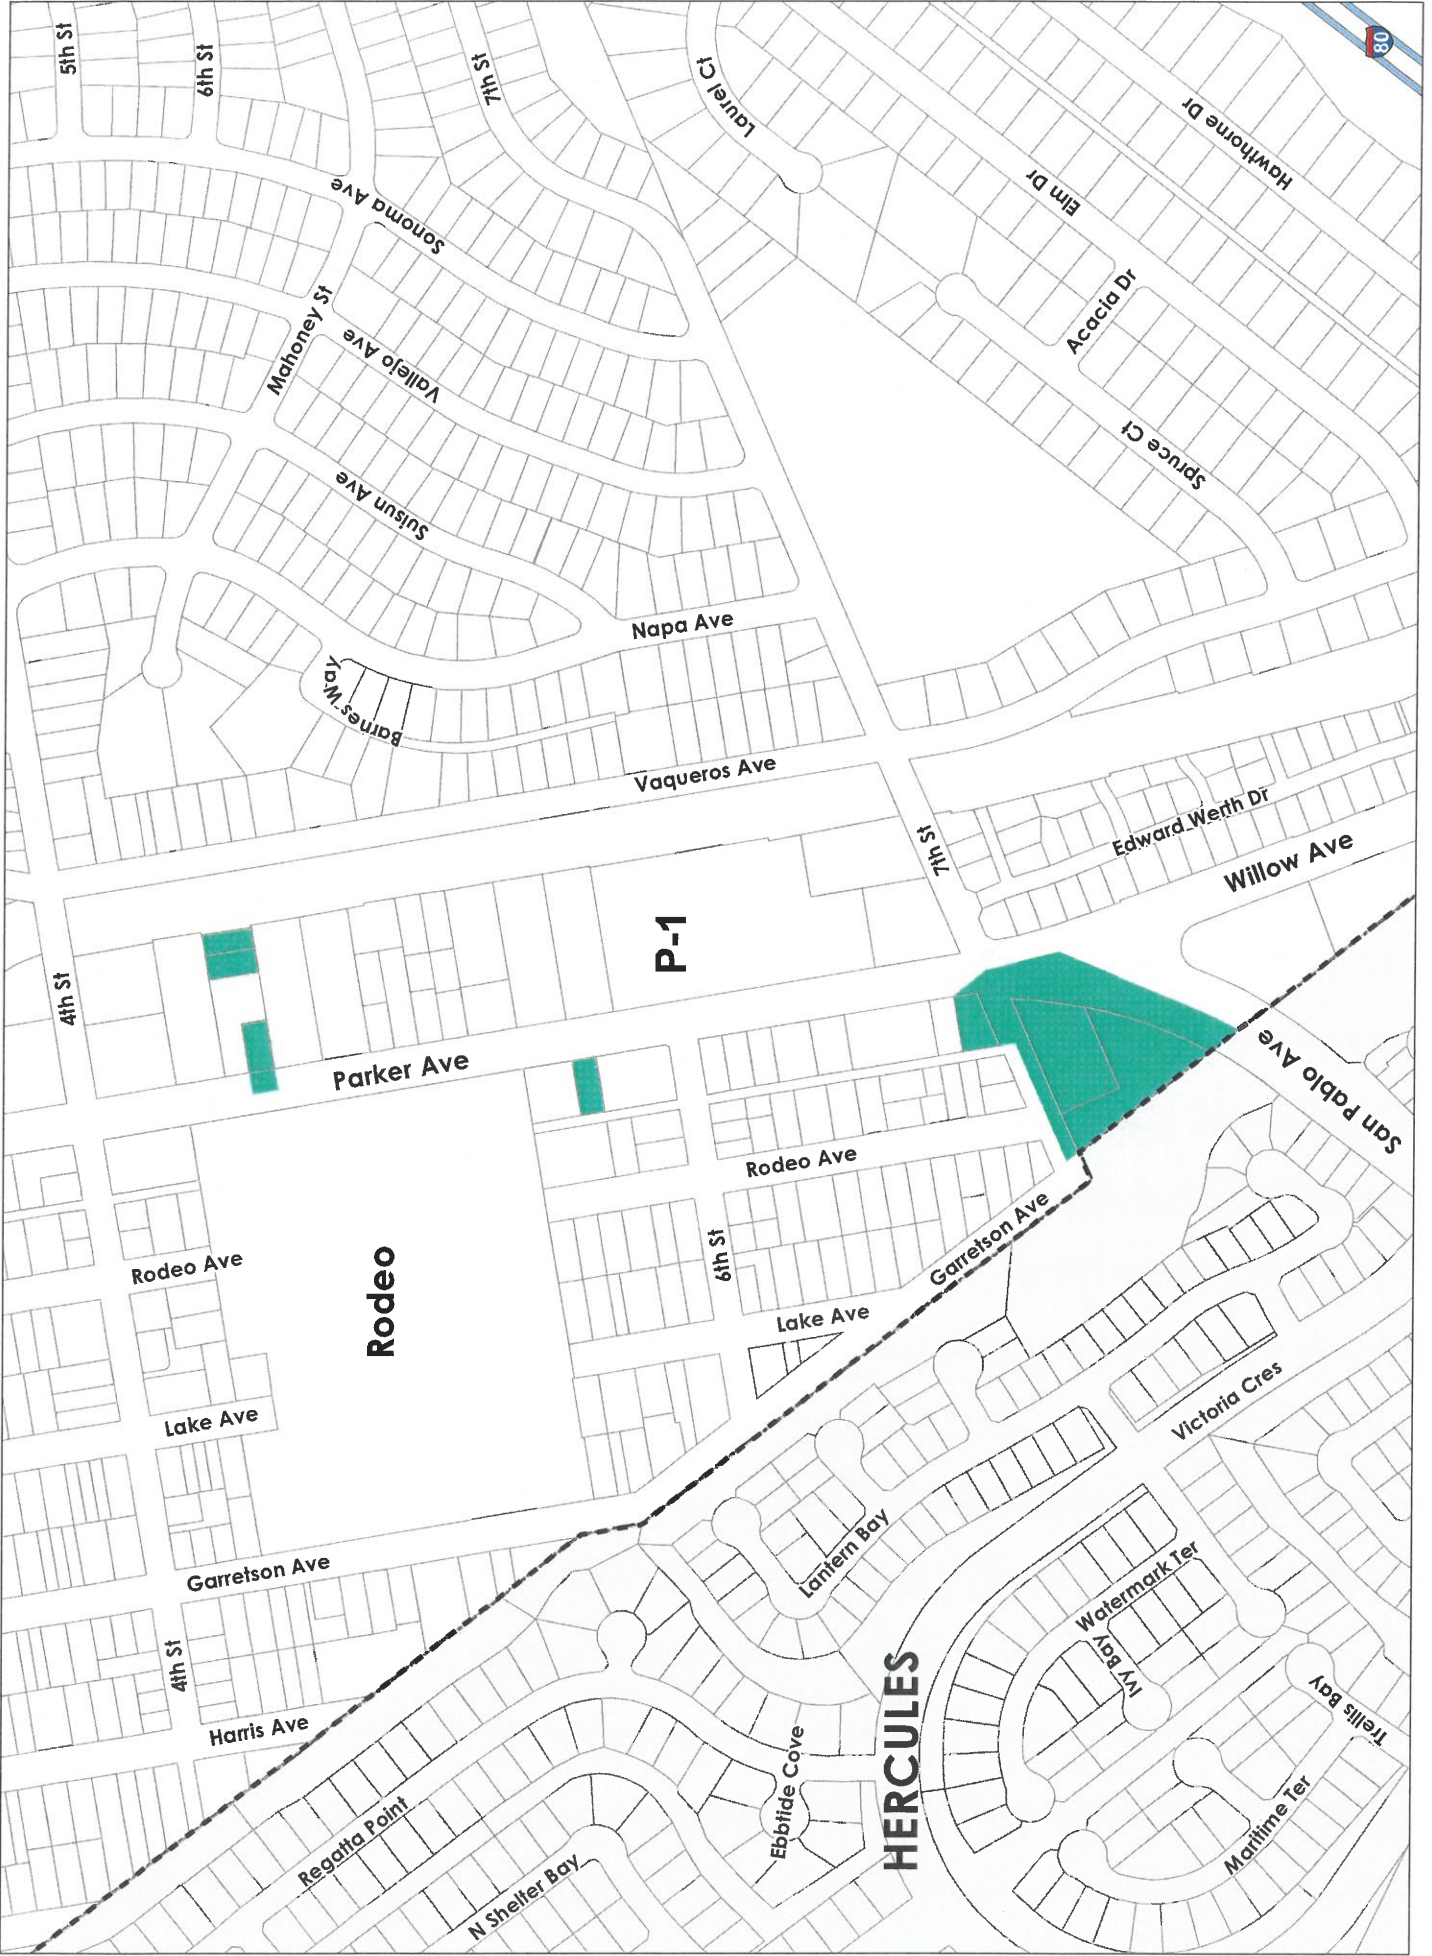 5th St
6th St
7th St
Laurel Ct
80
Hawthorne Dr
Elm Dr
Sonoma Ave
Acacia Dr
Mahoney St
Vallejo Ave
Spruce Ct
Suisun Ave
Napa Ave
Barnes Way
Vaqueros Ave
7th St
Edward Werth Dr
Willow Ave
P-1
4th St
Parker Ave
San Pablo Ave
Rodeo Ave
Garretson Ave
6th St
Rodeo Ave
Rodeo
Lake Ave
Lake Ave
Victoria Cres
Garretson Ave
Lantern Bay
Watermark Ter
Ivy Bay
4th St
Harris Ave
Trellis Bay
HERCULES
Ebbtide Cove
Regatta Point
Maritime Ter
N Shelter Bay